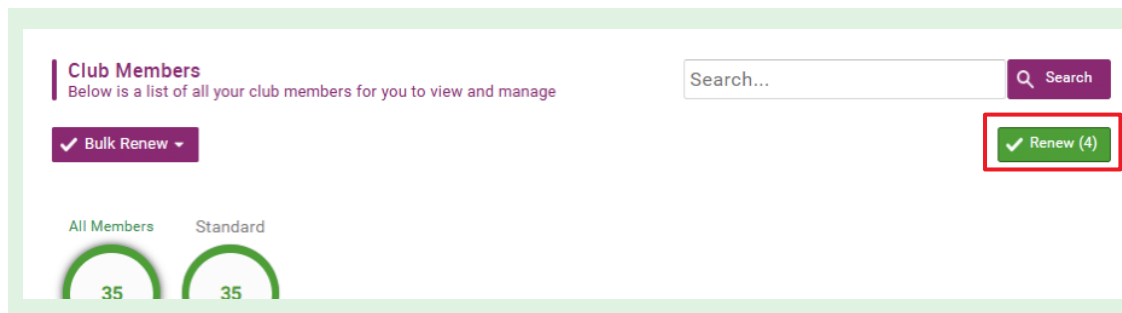 Club Members
Below is a list of all your club members for you to view and manage
Search...
Search
Bulk Renew
Renew (4)
All Members
Standard
35
35